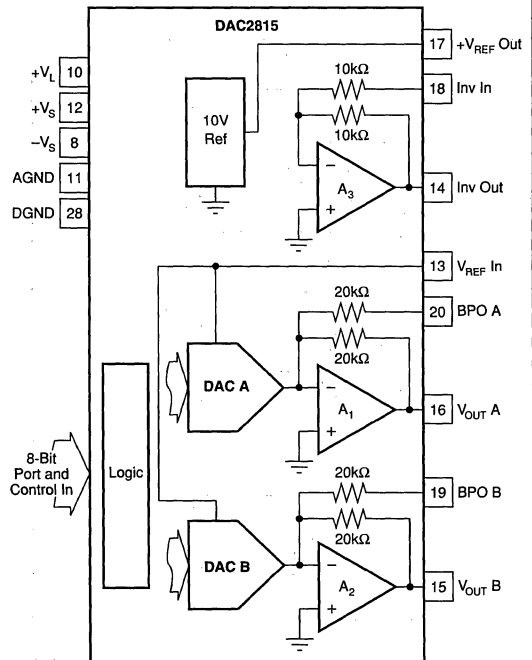 DAC2815
17 +V_REF Out
+V_L 10
10kΩ
18 Inv In
+V_S 12
10V
Ref
10kΩ
–V_S 8
AGND 11
–
A_3
+
14 Inv Out
DGND 28
13 V_REF In
20kΩ
20 BPO A
20kΩ
DAC A
–
A_1
+
16 V_OUT A
8-Bit
Port and
Control In
Logic
20kΩ
19 BPO B
20kΩ
DAC B
–
A_2
+
15 V_OUT B